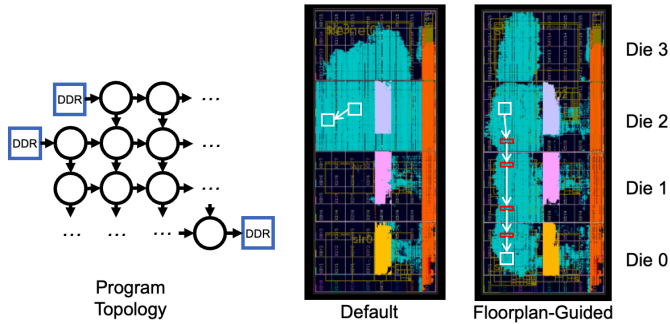 DDR
...
DDR
...
...
... ... ...
DDR
Program
Topology
Default
Floorplan-Guided
Die 3
Die 2
Die 1
Die 0